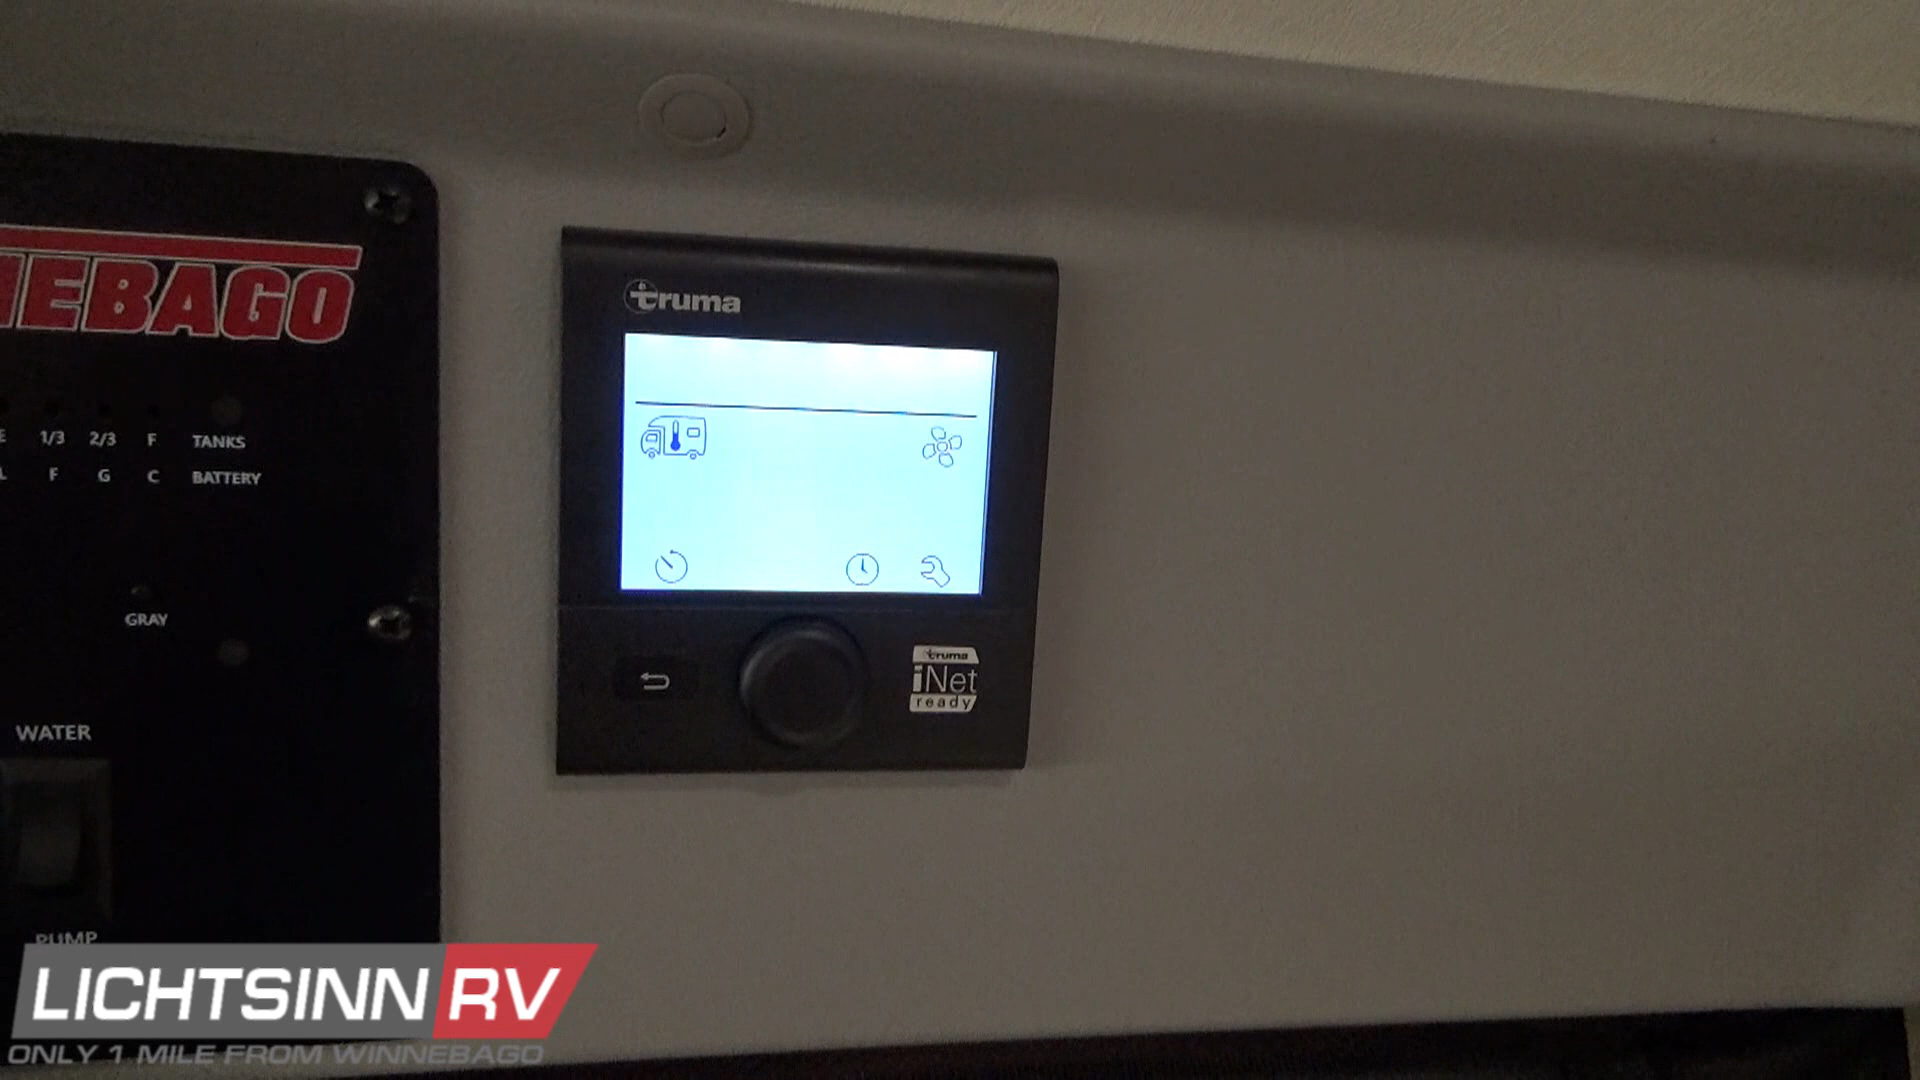 NEBAGO
E 1/3 2/3 F TANKS
L F G C BATTERY
GRAY
WATER
PUMP
truma
truma
iNet
ready
LICHTSINN RV
ONLY 1 MILE FROM WINNEBAGO